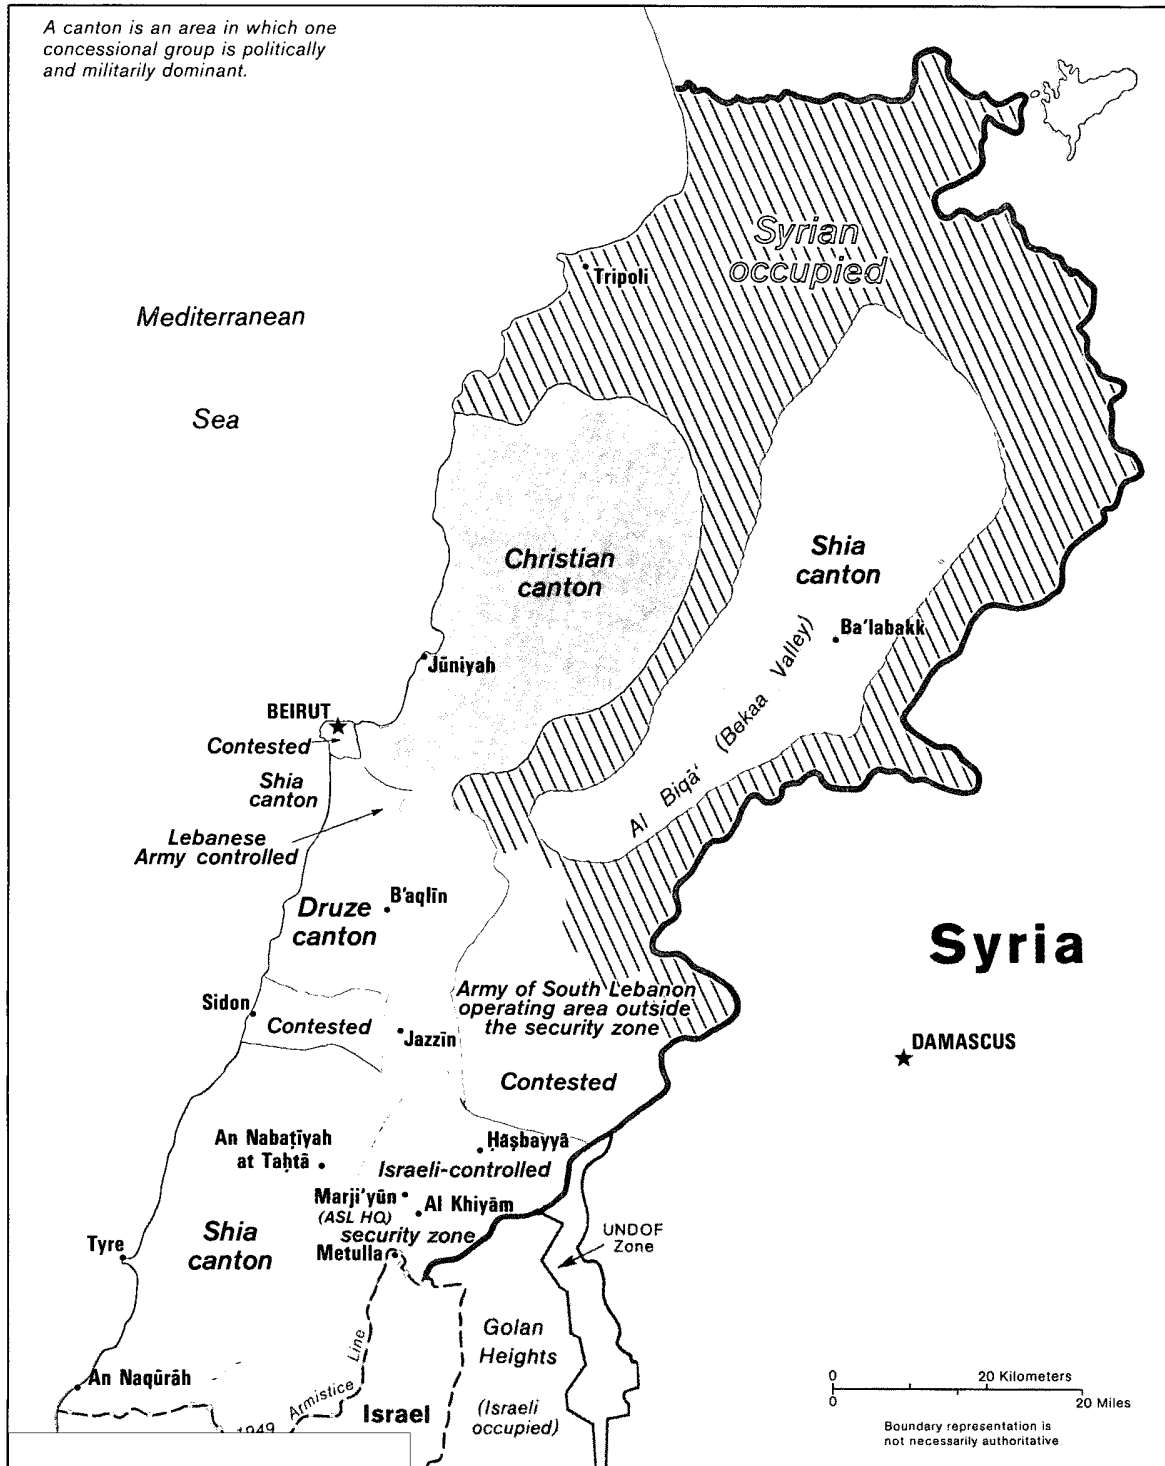 A canton is an area in which one
concessional group is politically
and militarily dominant.
Syrian
occupied
Tripoli
Mediterranean
Sea
Christian
canton
Shia
canton
Ba'labakk
Jūniyah
Al Biqā' (Bekaa Valley)
BEIRUT
Contested
Shia
canton
Lebanese
Army controlled
B'aqlīn
Druze
canton
Syria
Sidon
Contested
Jazzīn
Army of South Lebanon
operating area outside
the security zone
DAMASCUS
Contested
An Nabaṭīyah
at Taḥtā
Ḥaṣbayyā
Israeli-controlled
Marji'yūn
(ASL HQ)
Al Khiyām
security zone
Shia
canton
Tyre
Metulla
UNDOF
Zone
Golan
Heights
(Israeli
occupied)
An Naqūrāh
1949 Armistice Line
Israel
0 20 Kilometers
0 20 Miles
Boundary representation is
not necessarily authoritative